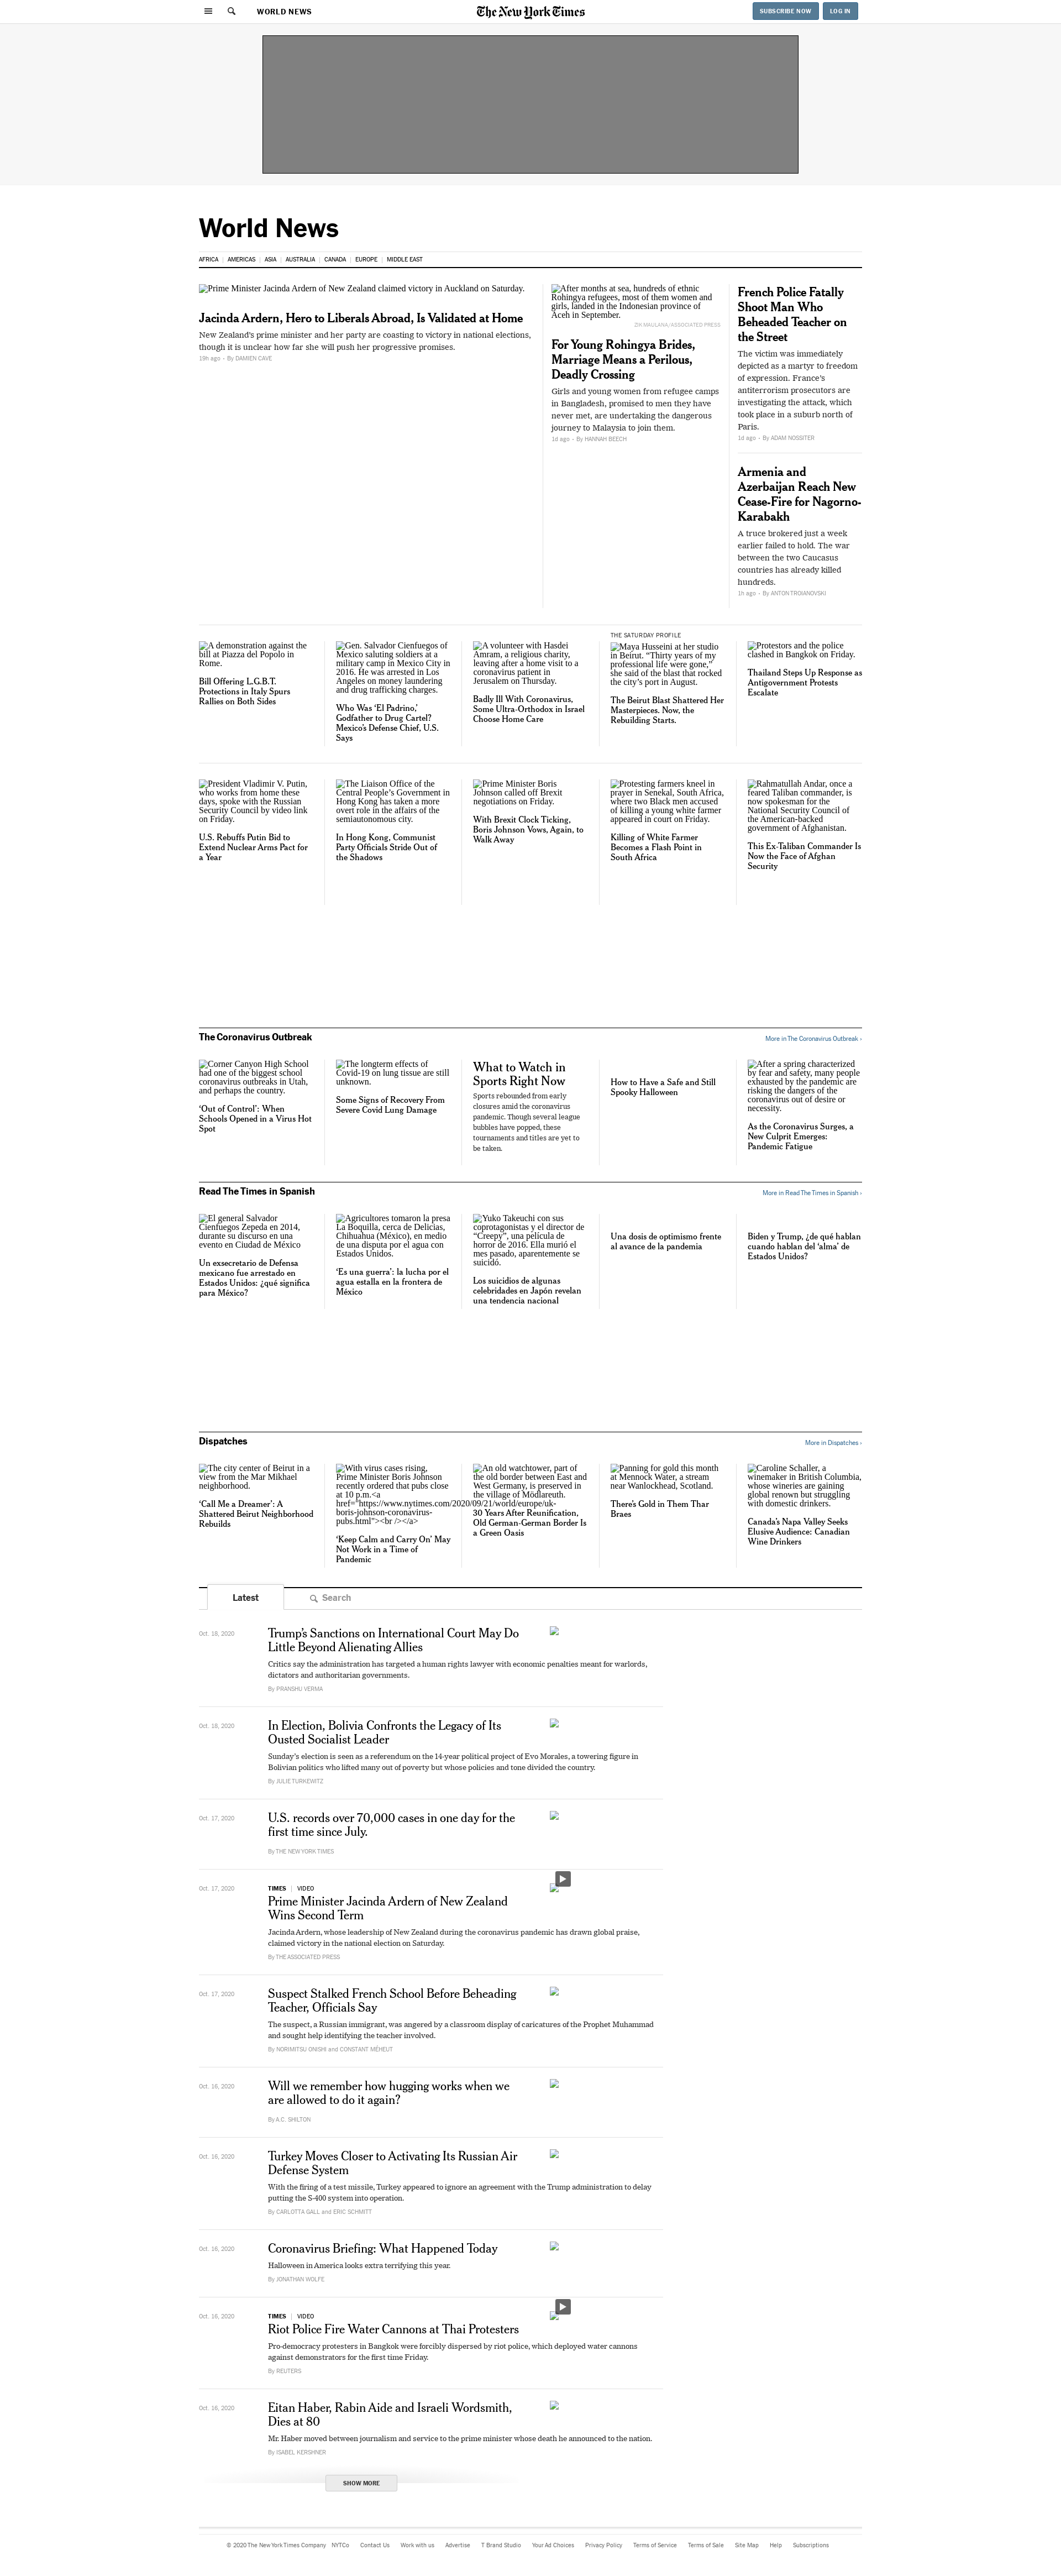 WORLD NEWS
The New York Times
SUBSCRIBE NOW
LOG IN
World News
AFRICA
AMERICAS
ASIA
AUSTRALIA
CANADA
EUROPE
MIDDLE EAST
Prime Minister Jacinda Ardern of New Zealand claimed victory in Auckland on Saturday.
Jacinda Ardern, Hero to Liberals Abroad, Is Validated at Home
New Zealand's prime minister and her party are coasting to victory in national elections,
though it is unclear how far she will push her progressive promises.
19h ago - By DAMIEN CAVE
After months at sea, hundreds of ethnic
Rohingya refugees, most of them women and
girls, landed in the Indonesian province of
Aceh in September.
ZIK MAULANA/ASSOCIATED PRESS
For Young Rohingya Brides,
Marriage Means a Perilous,
Deadly Crossing
Girls and young women from refugee camps
in Bangladesh, promised to men they have
never met, are undertaking the dangerous
journey to Malaysia to join them.
1d ago - By HANNAH BEECH
French Police Fatally
Shoot Man Who
Beheaded Teacher on
the Street
The victim was immediately
depicted as a martyr to freedom
of expression. France's
antiterrorism prosecutors are
investigating the attack, which
took place in a suburb north of
Paris.
1d ago - By ADAM NOSSITER
Armenia and
Azerbaijan Reach New
Cease-Fire for Nagorno-
Karabakh
A truce brokered just a week
earlier failed to hold. The war
between the two Caucasus
countries has already killed
hundreds.
1h ago - By ANTON TROIANOVSKI
A demonstration against the
bill at Piazza del Popolo in
Rome.
Bill Offering L.G.B.T.
Protections in Italy Spurs
Rallies on Both Sides
Gen. Salvador Cienfuegos of
Mexico saluting soldiers at a
military camp in Mexico City in
2016. He was arrested in Los
Angeles on money laundering
and drug trafficking charges.
Who Was ‘El Padrino,’
Godfather to Drug Cartel?
Mexico’s Defense Chief, U.S.
Says
A volunteer with Hasdei
Amram, a religious charity,
leaving after a home visit to a
coronavirus patient in
Jerusalem on Thursday.
Badly Ill With Coronavirus,
Some Ultra-Orthodox in Israel
Choose Home Care
THE SATURDAY PROFILE
Maya Husseini at her studio
in Beirut. “Thirty years of my
professional life were gone,”
she said of the blast that rocked
the city’s port in August.
The Beirut Blast Shattered Her
Masterpieces. Now, the
Rebuilding Starts.
Protestors and the police
clashed in Bangkok on Friday.
Thailand Steps Up Response as
Antigovernment Protests
Escalate
President Vladimir V. Putin,
who works from home these
days, spoke with the Russian
Security Council by video link
on Friday.
U.S. Rebuffs Putin Bid to
Extend Nuclear Arms Pact for
a Year
The Liaison Office of the
Central People’s Government in
Hong Kong has taken a more
overt role in the affairs of the
semiautonomous city.
In Hong Kong, Communist
Party Officials Stride Out of
the Shadows
Prime Minister Boris
Johnson called off Brexit
negotiations on Friday.
With Brexit Clock Ticking,
Boris Johnson Vows, Again, to
Walk Away
Protesting farmers kneel in
prayer in Senekal, South Africa,
where two Black men accused
of killing a young white farmer
appeared in court on Friday.
Killing of White Farmer
Becomes a Flash Point in
South Africa
Rahmatullah Andar, once a
feared Taliban commander, is
now spokesman for the
National Security Council of
the American-backed
government of Afghanistan.
This Ex-Taliban Commander Is
Now the Face of Afghan
Security
The Coronavirus Outbreak
More in The Coronavirus Outbreak ›
Corner Canyon High School
had one of the biggest school
coronavirus outbreaks in Utah,
and perhaps the country.
‘Out of Control’: When
Schools Opened in a Virus Hot
Spot
The longterm effects of
Covid-19 on lung tissue are still
unknown.
Some Signs of Recovery From
Severe Covid Lung Damage
What to Watch in
Sports Right Now
Sports rebounded from early
closures amid the coronavirus
pandemic. Though several league
bubbles have popped, these
tournaments and titles are yet to
be taken.
How to Have a Safe and Still
Spooky Halloween
After a spring characterized
by fear and safety, many people
exhausted by the pandemic are
risking the dangers of the
coronavirus out of desire or
necessity.
As the Coronavirus Surges, a
New Culprit Emerges:
Pandemic Fatigue
Read The Times in Spanish
More in Read The Times in Spanish ›
El general Salvador
Cienfuegos Zepeda en 2014,
durante su discurso en una
evento en Ciudad de México
Un exsecretario de Defensa
mexicano fue arrestado en
Estados Unidos: ¿qué significa
para México?
Agricultores tomaron la presa
La Boquilla, cerca de Delicias,
Chihuahua (México), en medio
de una disputa por el agua con
Estados Unidos.
‘Es una guerra’: la lucha por el
agua estalla en la frontera de
México
Yuko Takeuchi con sus
coprotagonistas y el director de
“Creepy”, una película de
horror de 2016. Ella murió el
mes pasado, aparentemente se
suicidó.
Los suicidios de algunas
celebridades en Japón revelan
una tendencia nacional
Una dosis de optimismo frente
al avance de la pandemia
Biden y Trump, ¿de qué hablan
cuando hablan del ‘alma’ de
Estados Unidos?
Dispatches
More in Dispatches ›
The city center of Beirut in a
view from the Mar Mikhael
neighborhood.
‘Call Me a Dreamer’: A
Shattered Beirut Neighborhood
Rebuilds
With virus cases rising,
Prime Minister Boris Johnson
recently ordered that pubs close
at 10 p.m.<a
href="https://www.nytimes.com/2020/09/21/world/europe/uk-
boris-johnson-coronavirus-
pubs.html"><br /></a>
‘Keep Calm and Carry On’ May
Not Work in a Time of
Pandemic
An old watchtower, part of
the old border between East and
West Germany, is preserved in
the village of Mödlareuth.
30 Years After Reunification,
Old German-German Border Is
a Green Oasis
Panning for gold this month
at Mennock Water, a stream
near Wanlockhead, Scotland.
There’s Gold in Them Thar
Braes
Caroline Schaller, a
winemaker in British Columbia,
whose wineries are gaining
global renown but struggling
with domestic drinkers.
Canada’s Napa Valley Seeks
Elusive Audience: Canadian
Wine Drinkers
Latest
Search
Oct. 18, 2020
Trump’s Sanctions on International Court May Do
Little Beyond Alienating Allies
Critics say the administration has targeted a human rights lawyer with economic penalties meant for warlords,
dictators and authoritarian governments.
By PRANSHU VERMA
Oct. 18, 2020
In Election, Bolivia Confronts the Legacy of Its
Ousted Socialist Leader
Sunday’s election is seen as a referendum on the 14-year political project of Evo Morales, a towering figure in
Bolivian politics who lifted many out of poverty but whose policies and tone divided the country.
By JULIE TURKEWITZ
Oct. 17, 2020
U.S. records over 70,000 cases in one day for the
first time since July.
By THE NEW YORK TIMES
Oct. 17, 2020
TIMES | VIDEO
Prime Minister Jacinda Ardern of New Zealand
Wins Second Term
Jacinda Ardern, whose leadership of New Zealand during the coronavirus pandemic has drawn global praise,
claimed victory in the national election on Saturday.
By THE ASSOCIATED PRESS
Oct. 17, 2020
Suspect Stalked French School Before Beheading
Teacher, Officials Say
The suspect, a Russian immigrant, was angered by a classroom display of caricatures of the Prophet Muhammad
and sought help identifying the teacher involved.
By NORIMITSU ONISHI and CONSTANT MÉHEUT
Oct. 16, 2020
Will we remember how hugging works when we
are allowed to do it again?
By A.C. SHILTON
Oct. 16, 2020
Turkey Moves Closer to Activating Its Russian Air
Defense System
With the firing of a test missile, Turkey appeared to ignore an agreement with the Trump administration to delay
putting the S-400 system into operation.
By CARLOTTA GALL and ERIC SCHMITT
Oct. 16, 2020
Coronavirus Briefing: What Happened Today
Halloween in America looks extra terrifying this year.
By JONATHAN WOLFE
Oct. 16, 2020
TIMES | VIDEO
Riot Police Fire Water Cannons at Thai Protesters
Pro-democracy protesters in Bangkok were forcibly dispersed by riot police, which deployed water cannons
against demonstrators for the first time Friday.
By REUTERS
Oct. 16, 2020
Eitan Haber, Rabin Aide and Israeli Wordsmith,
Dies at 80
Mr. Haber moved between journalism and service to the prime minister whose death he announced to the nation.
By ISABEL KERSHNER
SHOW MORE
© 2020 The New York Times Company NYTCo Contact Us Work with us Advertise T Brand Studio Your Ad Choices Privacy Policy Terms of Service Terms of Sale Site Map Help Subscriptions